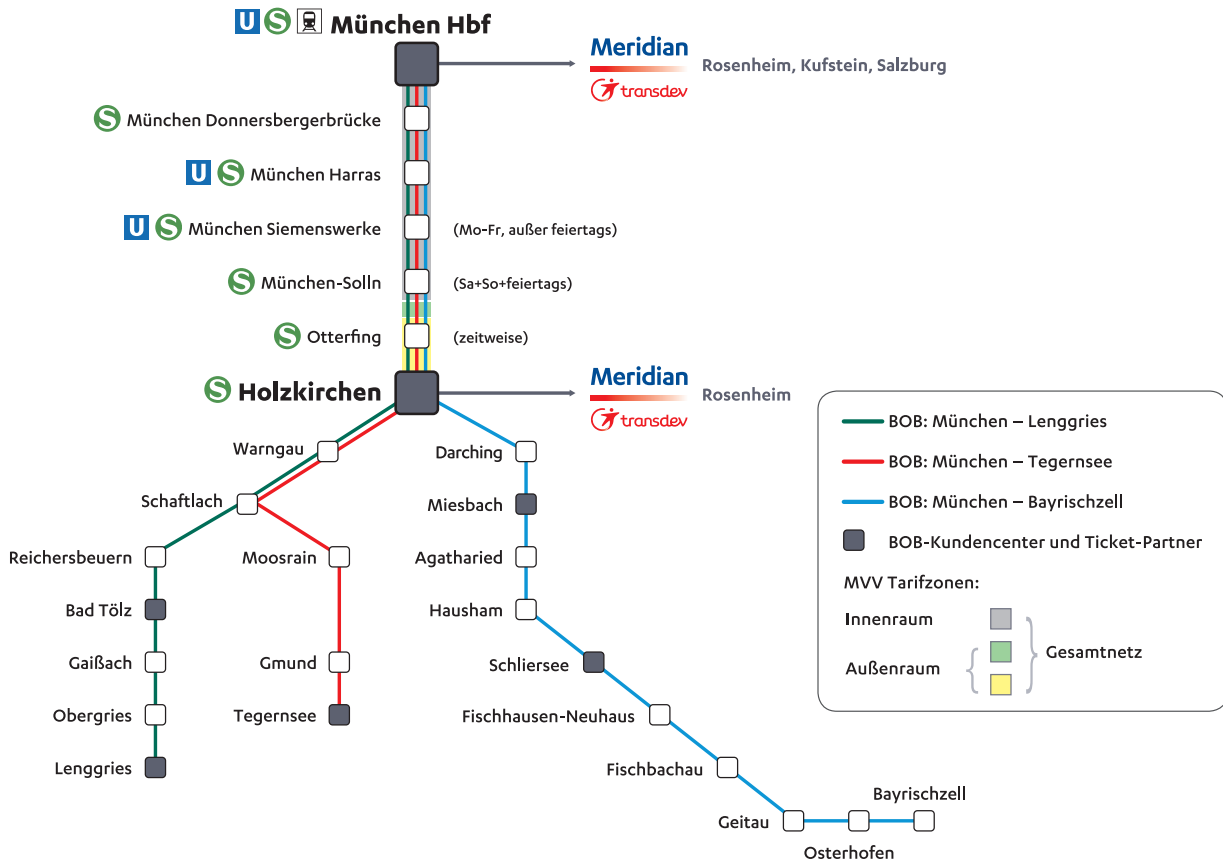 U S München Hbf
Meridian
transdev
Rosenheim, Kufstein, Salzburg
S München Donnersbergerbrücke
U S München Harras
U S München Siemenswerke (Mo-Fr, außer feiertags)
S München-Solln (Sa+So+feiertags)
S Otterfing (zeitweise)
S Holzkirchen
Meridian
transdev
Rosenheim
Warngau
Schaftlach
Reichersbeuern
Bad Tölz
Gaißach
Obergries
Lenggries
Moosrain
Gmund
Tegernsee
Darching
Miesbach
Agatharied
Hausham
Schliersee
Fischhausen-Neuhaus
Fischbachau
Geitau
Osterhofen
Bayrischzell
BOB: München – Lenggries
BOB: München – Tegernsee
BOB: München – Bayrischzell
BOB-Kundencenter und Ticket-Partner
MVV Tarifzonen:
Innenraum
Außenraum
Gesamtnetz